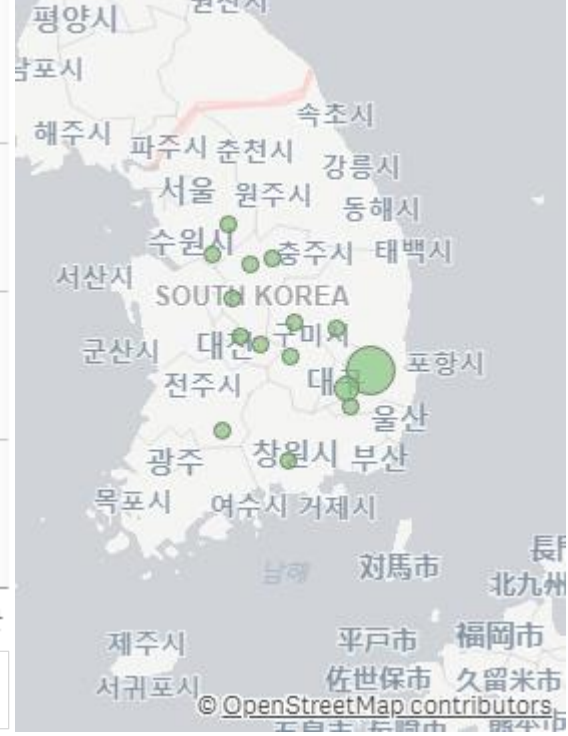 평양시
남포시
속초시
해주시 파주시 춘천시
강릉시
서울 원주시
동해시
수원시 충주시 태백시
서산시
SOUTH KOREA
대전 구미시
군산시
포항시
전주시 대구
울산
광주 창원시 부산
목포시 여수시 거제시
남해
対馬市
北九州
제주시 平戸市 福岡市
서귀포시 佐世保市 久留米市
© OpenStreetMap contributors.